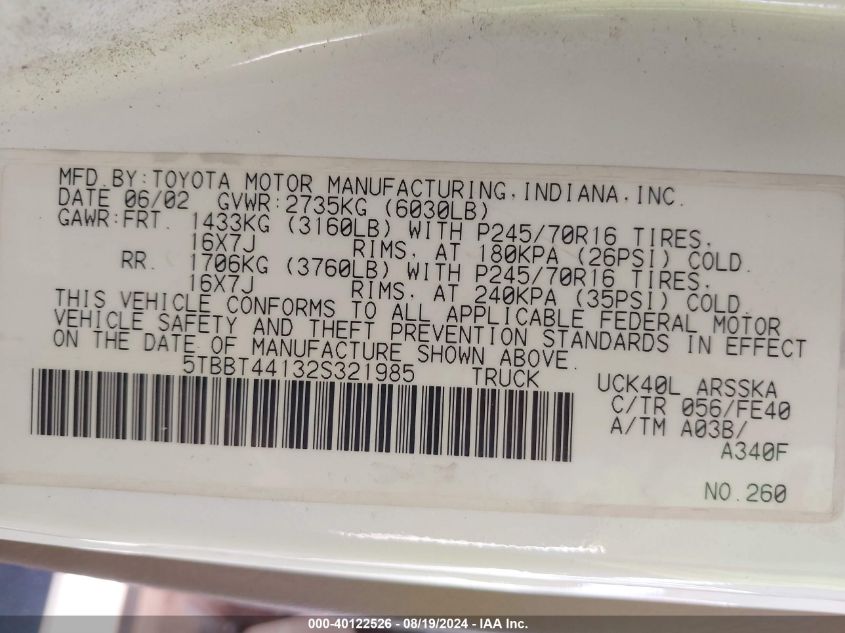 MFD.BY:TOYOTA MOTOR MANUFACTURING,INDIANA,INC.
DATE 06/02 GVWR:2735KG (6030LB)
GAWR:FRT. 1433KG (3160LB) WITH P245/70R16 TIRES,
16X7J RIMS, AT 180KPA (26PSI) COLD.
RR. 1706KG (3760LB) WITH P245/70R16 TIRES,
16X7J RIMS, AT 240KPA (35PSI) COLD.
THIS VEHICLE CONFORMS TO ALL APPLICABLE FEDERAL MOTOR
VEHICLE SAFETY AND THEFT PREVENTION STANDARDS IN EFFECT
ON THE DATE OF MANUFACTURE SHOWN ABOVE.
5TBBT44132S321985 TRUCK
UCK40L ARSSKA
C/TR 056/FE40
A/TM A03B/
A340F
NO.260
000-40122526 - 08/19/2024 - IAA Inc.